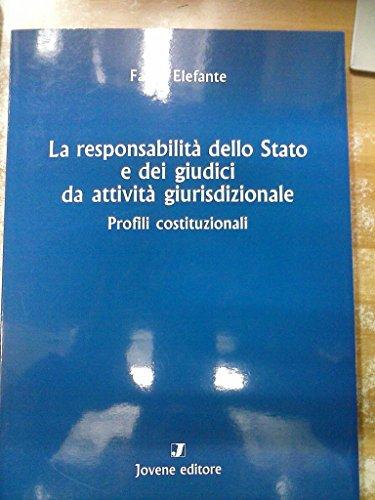 Elefante
La responsabilità dello Stato
e dei giudici
da attività giurisdizionale
Profili costituzionali
J
Jovene editore